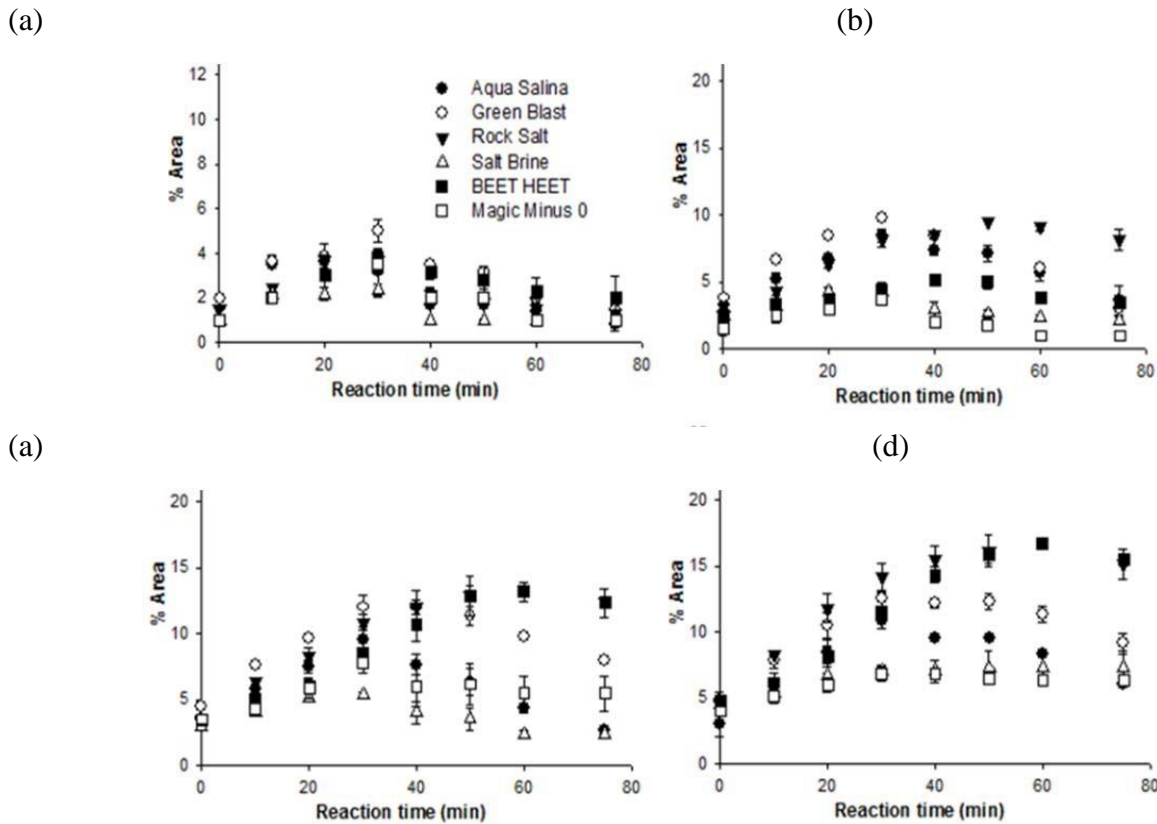 (a)
(b)
12
10
8
6
4
2
0
% Area
Aqua Salina
Green Blast
Rock Salt
Salt Brine
BEET HEET
Magic Minus 0
0 20 40 60 80
Reaction time (min)
20
15
10
5
0
% Area
0 20 40 60 80
Reaction time (min)
(a)
(d)
20
15
10
5
0
% Area
0 20 40 60 80
Reaction time (min)
20
15
10
5
0
% Area
0 20 40 60 80
Reaction time (min)